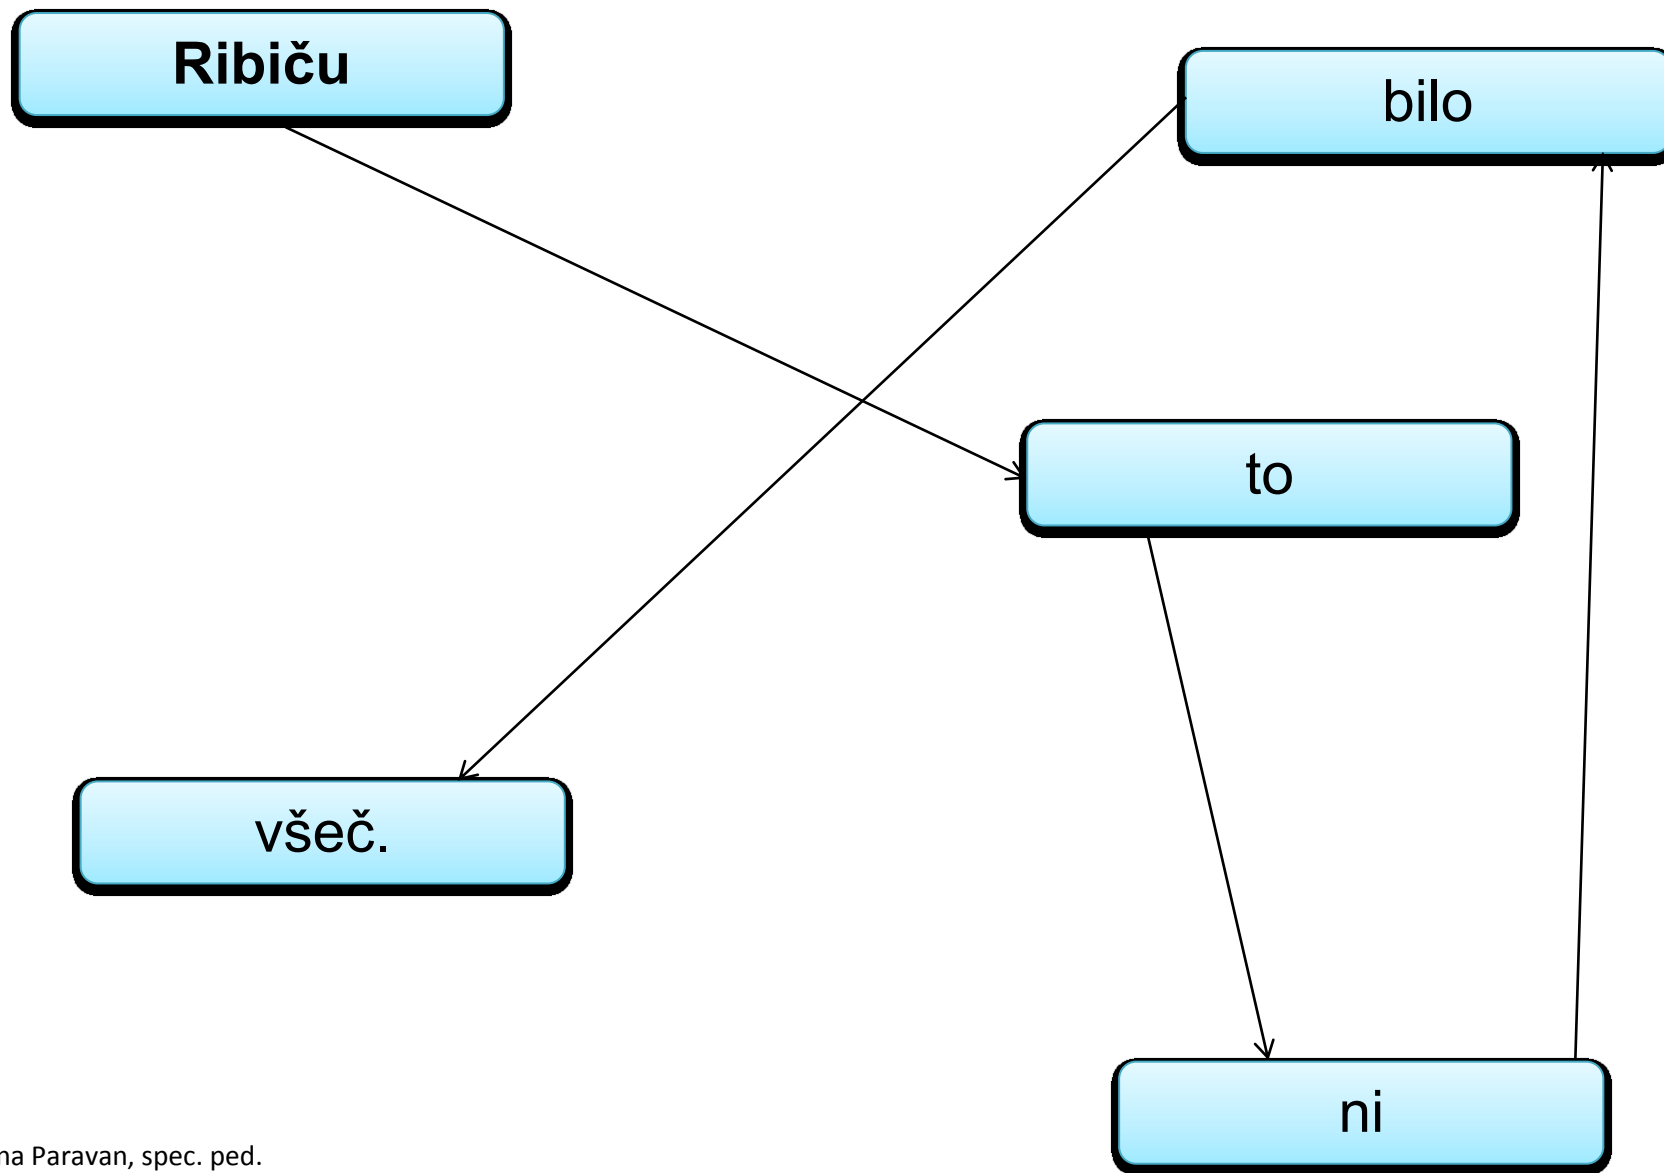 Ribiču
bilo
to
všeč.
ni
na Paravan, spec. ped.